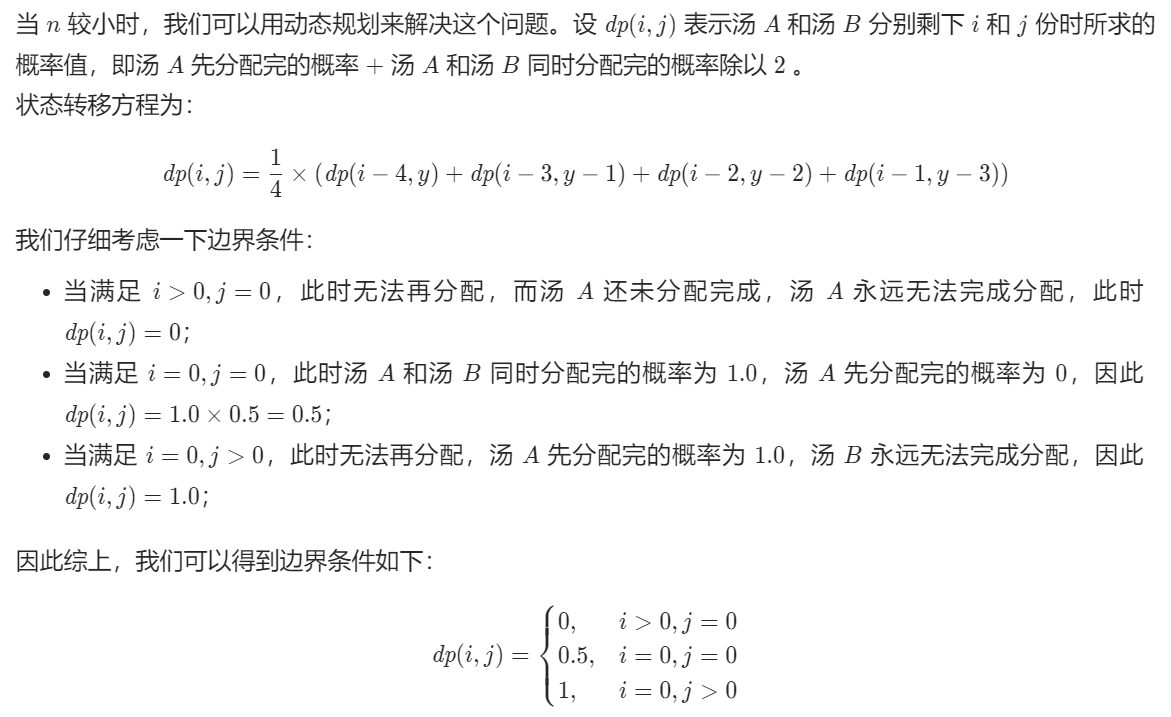 当 n 较小时，我们可以用动态规划来解决这个问题。设 dp(i, j) 表示汤 A 和汤 B 分别剩下 i 和 j 份时所求的
概率值，即汤 A 先分配完的概率 + 汤 A 和汤 B 同时分配完的概率除以 2 。
状态转移方程为：
dp(i, j) = \frac{1}{4} × (dp(i − 4, y) + dp(i − 3, y − 1) + dp(i − 2, y − 2) + dp(i − 1, y − 3))
我们仔细考虑一下边界条件：
• 当满足 i > 0, j = 0，此时无法再分配，而汤 A 还未分配完成，汤 A 永远无法完成分配，此时
dp(i, j) = 0；
• 当满足 i = 0, j = 0，此时汤 A 和汤 B 同时分配完的概率为 1.0，汤 A 先分配完的概率为 0，因此
dp(i, j) = 1.0 × 0.5 = 0.5；
• 当满足 i = 0, j > 0，此时无法再分配，汤 A 先分配完的概率为 1.0，汤 B 永远无法完成分配，因此
dp(i, j) = 1.0；
因此综上，我们可以得到边界条件如下：
0, i > 0, j = 0
dp(i, j) = { 0.5, i = 0, j = 0
1, i = 0, j > 0